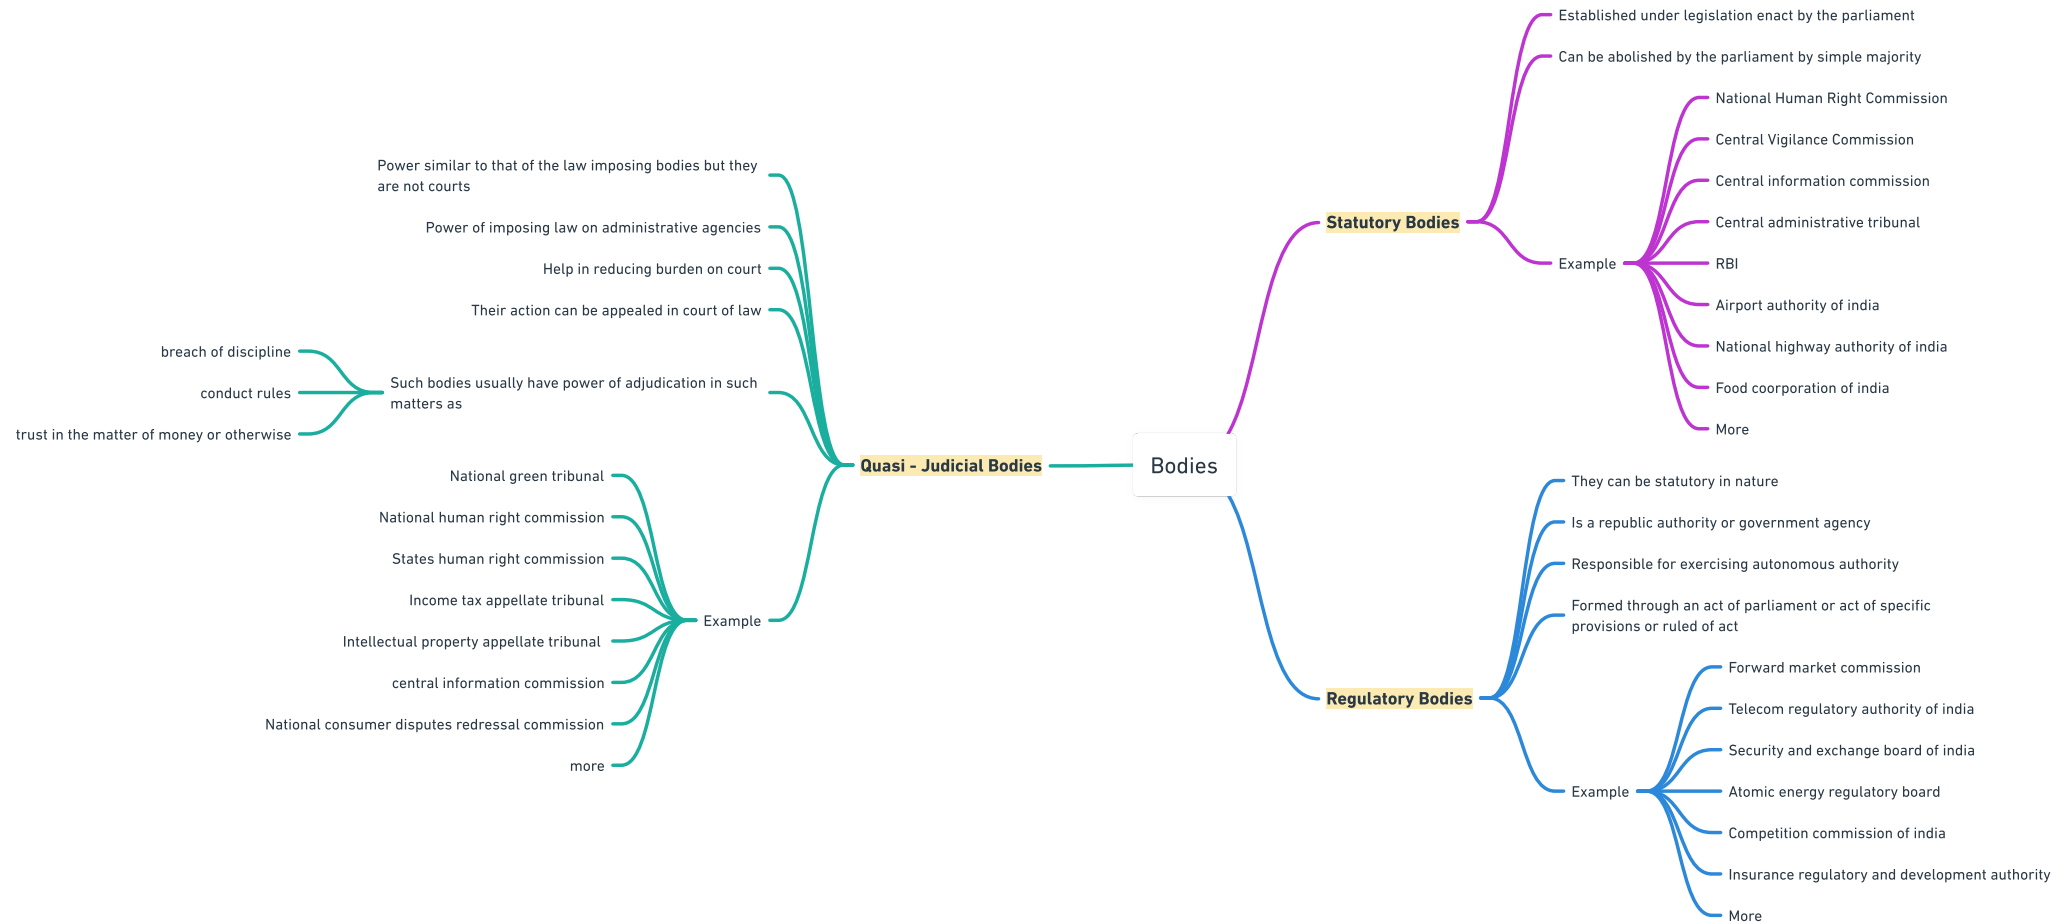 Bodies
Statutory Bodies
Established under legislation enact by the parliament
Can be abolished by the parliament by simple majority
Example
National Human Right Commission
Central Vigilance Commission
Central information commission
Central administrative tribunal
RBI
Airport authority of india
National highway authority of india
Food coorporation of india
More
Regulatory Bodies
They can be statutory in nature
Is a republic authority or government agency
Responsible for exercising autonomous authority
Formed through an act of parliament or act of specific
provisions or ruled of act
Example
Forward market commission
Telecom regulatory authority of india
Security and exchange board of india
Atomic energy regulatory board
Competition commission of india
Insurance regulatory and development authority
More
Quasi - Judicial Bodies
Power similar to that of the law imposing bodies but they
are not courts
Power of imposing law on administrative agencies
Help in reducing burden on court
Their action can be appealed in court of law
Such bodies usually have power of adjudication in such
matters as
breach of discipline
conduct rules
trust in the matter of money or otherwise
Example
National green tribunal
National human right commission
States human right commission
Income tax appellate tribunal
Intellectual property appellate tribunal
central information commission
National consumer disputes redressal commission
more